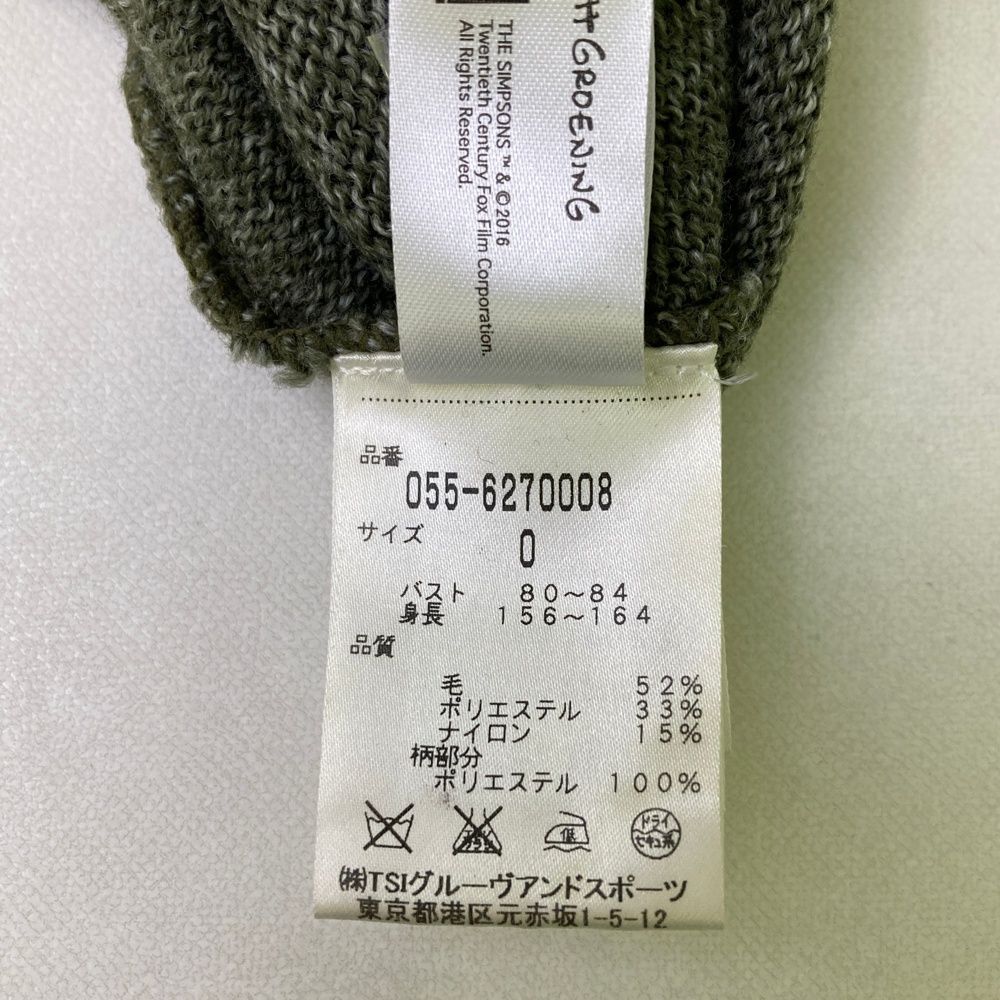 GROENING
THE SIMPSONS ™ & © 2016
Twentieth Century Fox Film Corporation.
All Rights Reserved.
品番
055-6270008
サイズ
0
バスト 80～84
身長 156～164
品質
毛 52%
ポリエステル 33%
ナイロン 15%
柄部分
ポリエステル 100%
低
ドライ
セキユ系
㈱TSIグルーヴアンドスポーツ
東京都港区元赤坂1-5-12